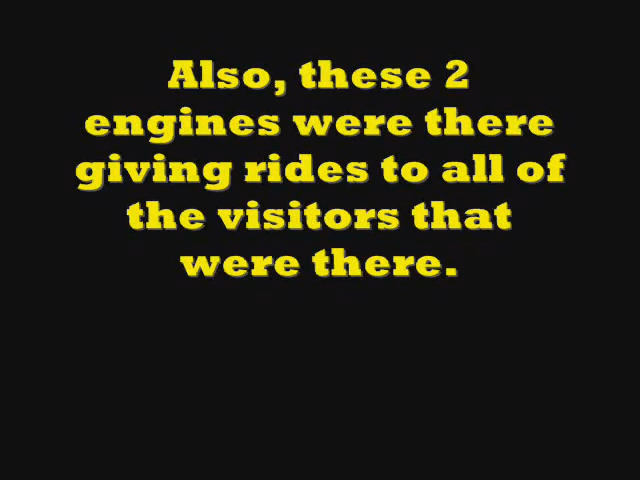 Also, these 2
engines were there
giving rides to all of
the visitors that
were there.